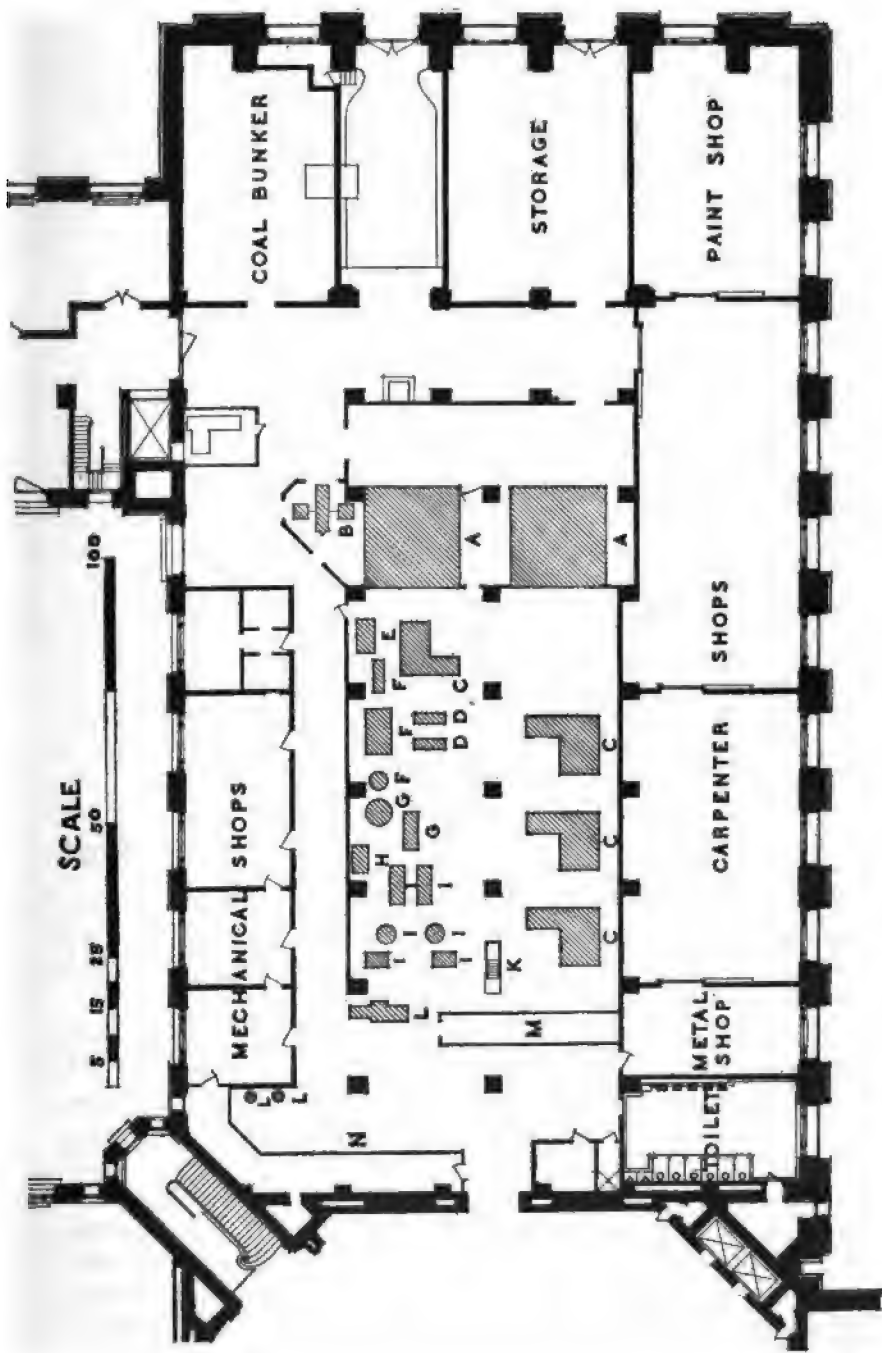 SCALE
5 15 25' 50 100
COAL BUNKER
STORAGE
PAINT SHOP
MECHANICAL SHOPS
CARPENTER SHOPS
METAL SHOP
TOILET
A
A
B
C
C
C
C
D
D
E
F
F
F
G
G
H
I
I
I
I
I
K
L
L
L
M
N